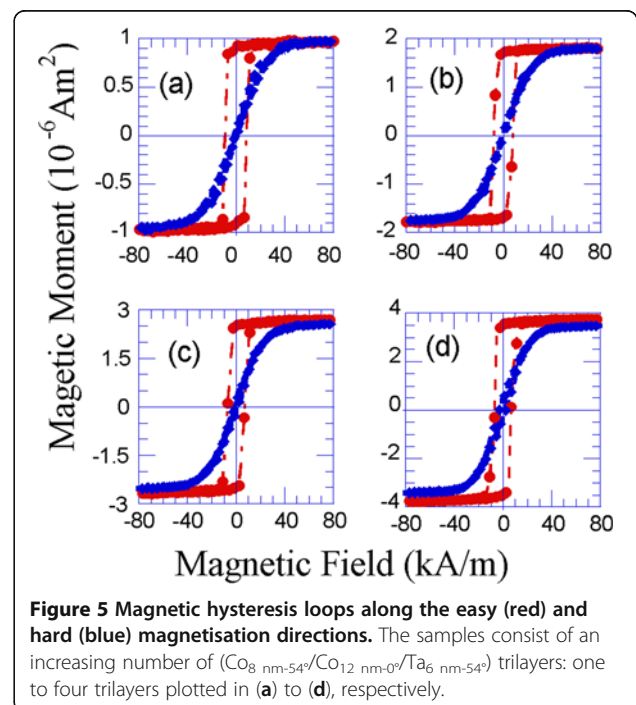 Magetic Moment (10⁻⁶Am²)
1
0.5
0
-0.5
-1
(a)
-80 -40 0 40 80
2
1
0
-1
-2
(b)
-80 -40 0 40 80
3
1.5
0
-1.5
-3
(c)
-80 -40 0 40 80
4
2
0
-2
-4
(d)
-80 -40 0 40 80
Magnetic Field (kA/m)
Figure 5 Magnetic hysteresis loops along the easy (red) and
hard (blue) magnetisation directions. The samples consist of an
increasing number of (Co₈ ₙₘ₋₅₄°/Co₁₂ ₙₘ₋₀°/Ta₆ ₙₘ₋₅₄°) trilayers: one
to four trilayers plotted in (a) to (d), respectively.